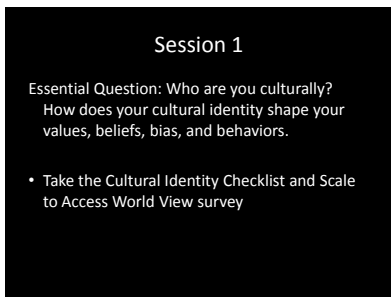 Session 1
Essential Question: Who are you culturally?
How does your cultural identity shape your
values, beliefs, bias, and behaviors.
• Take the Cultural Identity Checklist and Scale
to Access World View survey